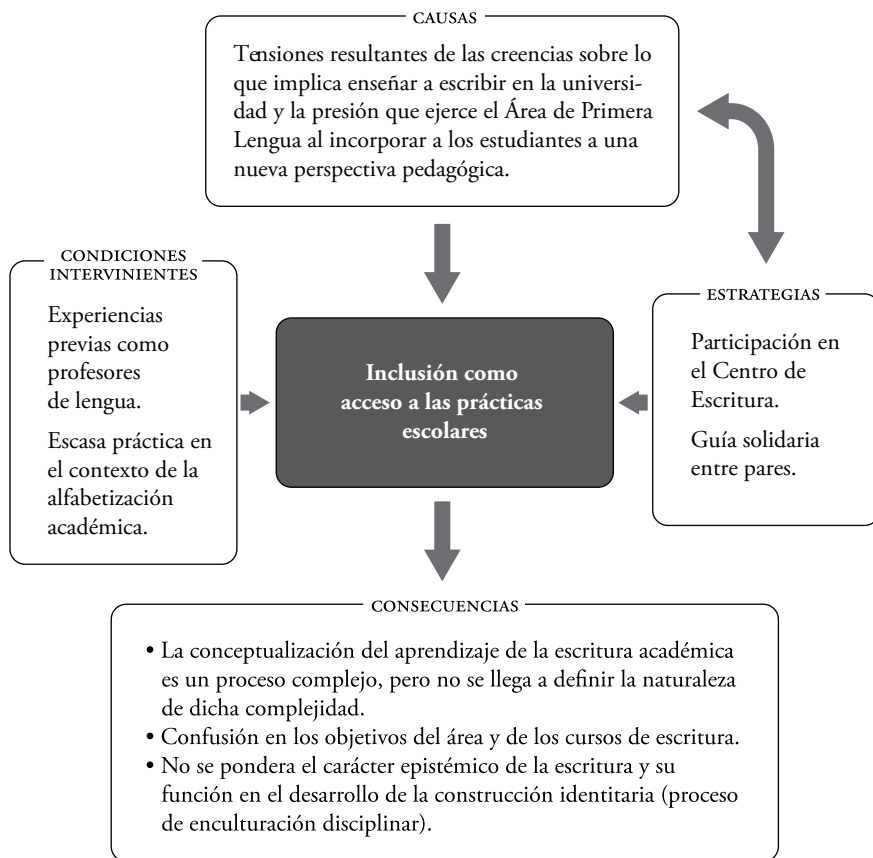 CAUSAS
Tensiones resultantes de las creencias sobre lo
que implica enseñar a escribir en la universi-
dad y la presión que ejerce el Área de Primera
Lengua al incorporar a los estudiantes a una
nueva perspectiva pedagógica.
CONDICIONES
INTERVINIENTES
Experiencias
previas como
profesores
de lengua.
Escasa práctica en
el contexto de la
alfabetización
académica.
Inclusión como
acceso a las prácticas
escolares
ESTRATEGIAS
Participación en
el Centro de
Escritura.
Guía solidaria
entre pares.
CONSECUENCIAS
• La conceptualización del aprendizaje de la escritura académica
es un proceso complejo, pero no se llega a definir la naturaleza
de dicha complejidad.
• Confusión en los objetivos del área y de los cursos de escritura.
• No se pondera el carácter epistémico de la escritura y su
función en el desarrollo de la construcción identitaria (proceso
de enculturación disciplinar).